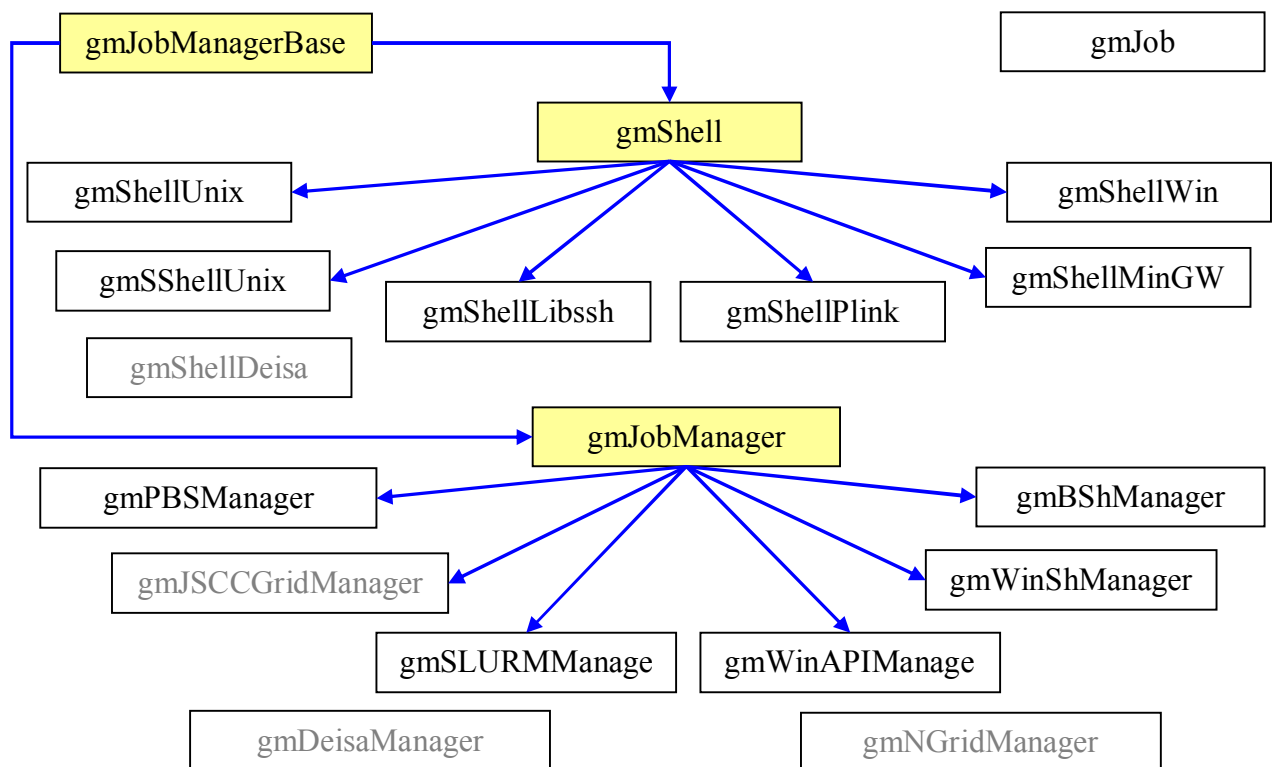 gmJobManagerBase
gmJob
gmShell
gmShellUnix
gmShellWin
gmSShellUnix
gmShellMinGW
gmShellLibssh
gmShellPlink
gmShellDeisa
gmJobManager
gmPBSManager
gmBShManager
gmJSCCGridManager
gmWinShManager
gmSLURMManage
gmWinAPIManage
gmDeisaManager
gmNGridManager